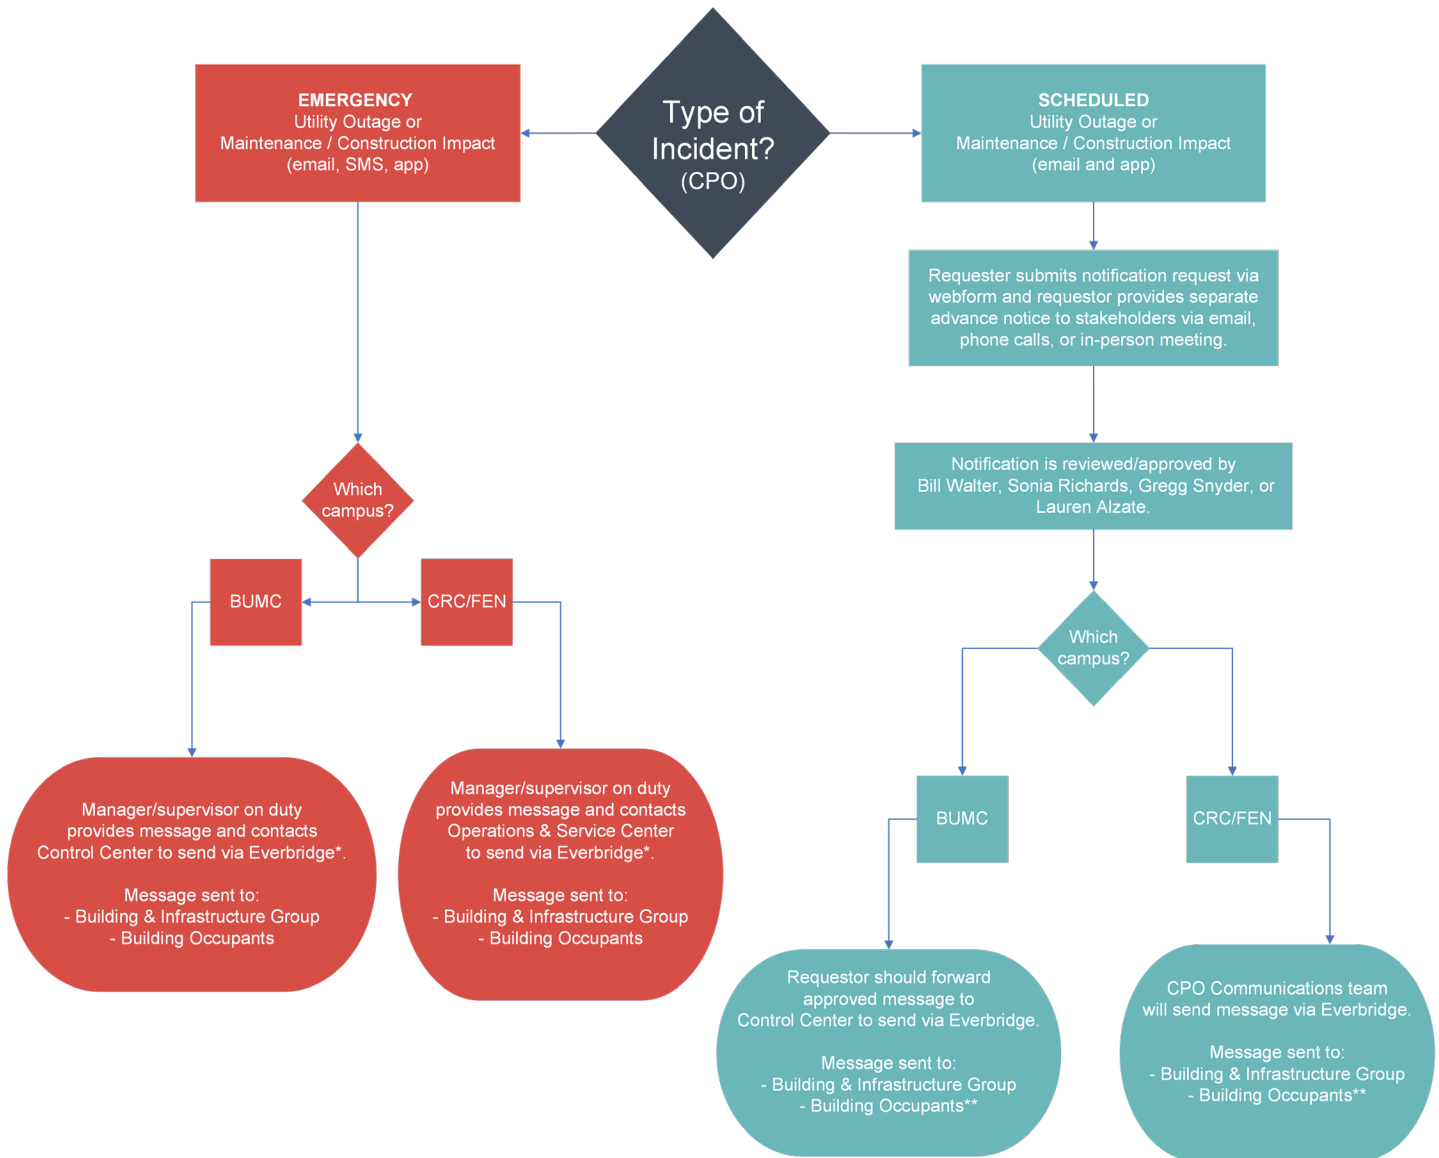 Type of
Incident?
(CPO)
EMERGENCY
Utility Outage or
Maintenance / Construction Impact
(email, SMS, app)
SCHEDULED
Utility Outage or
Maintenance / Construction Impact
(email and app)
Requester submits notification request via
webform and requestor provides separate
advance notice to stakeholders via email,
phone calls, or in-person meeting.
Notification is reviewed/approved by
Bill Walter, Sonia Richards, Gregg Snyder, or
Lauren Alzate.
Which
campus?
BUMC
CRC/FEN
Manager/supervisor on duty
provides message and contacts
Control Center to send via Everbridge*.
Message sent to:
- Building & Infrastructure Group
- Building Occupants
Manager/supervisor on duty
provides message and contacts
Operations & Service Center
to send via Everbridge*.
Message sent to:
- Building & Infrastructure Group
- Building Occupants
Which
campus?
BUMC
CRC/FEN
Requestor should forward
approved message to
Control Center to send via Everbridge.
Message sent to:
- Building & Infrastructure Group
- Building Occupants**
CPO Communications team
will send message via Everbridge.
Message sent to:
- Building & Infrastructure Group
- Building Occupants**